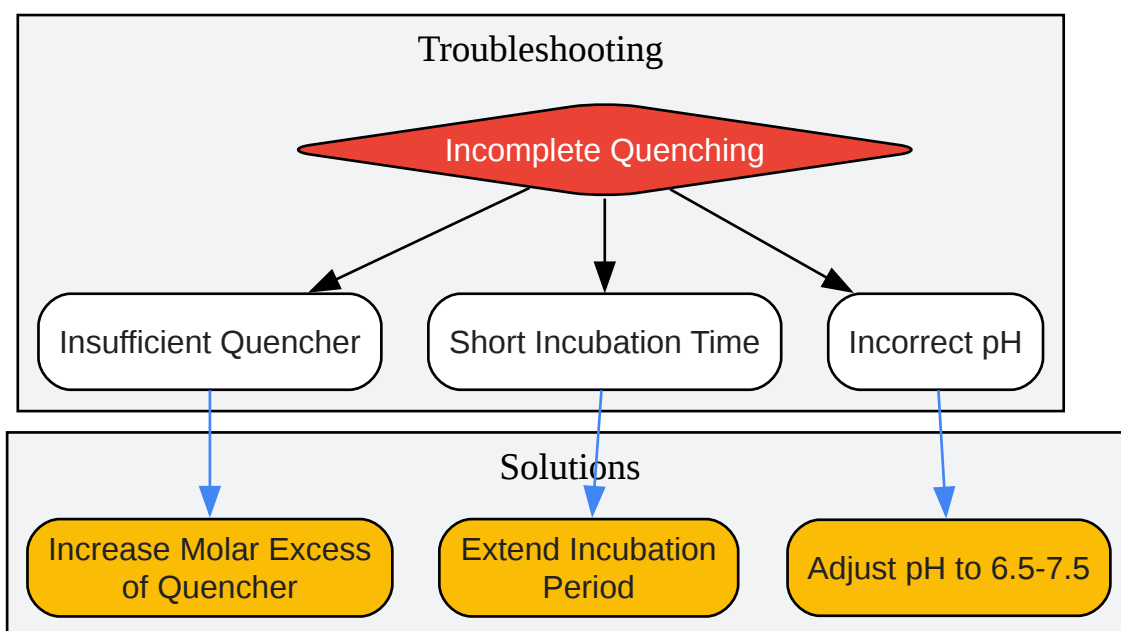 Troubleshooting
Incomplete Quenching
Insufficient Quencher
Short Incubation Time
Incorrect pH
Solutions
Increase Molar Excess
of Quencher
Extend Incubation
Period
Adjust pH to 6.5-7.5